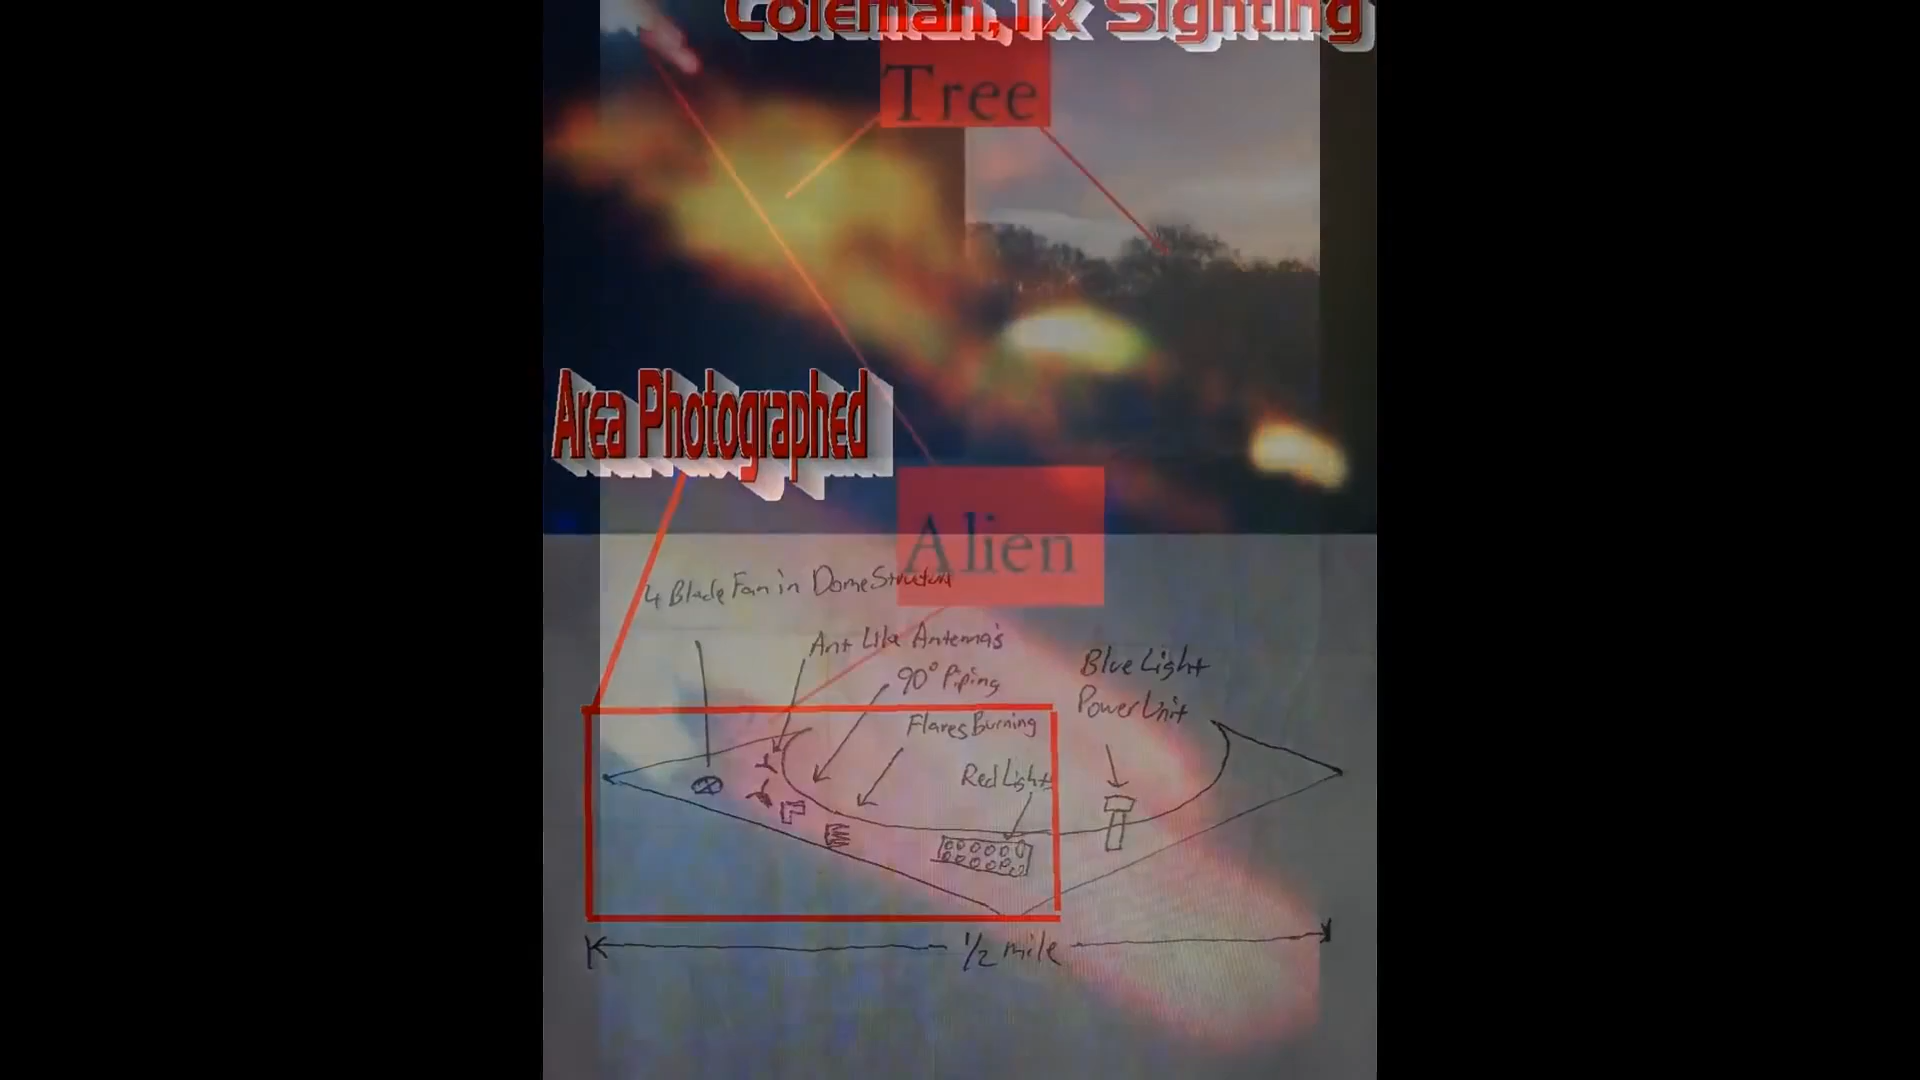 Coleman,Tx Sighting
Tree
Area Photographed
Alien
4 Blade Fan in Dome Structure
Ant Like Antenna's
90° Piping
Blue Light
Power Unit
Flares Burning
Red Lights
1/2 mile